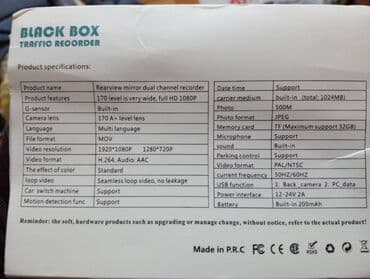 BLACK BOX
TRAFFIC RECORDER
Product specifications:
Product name Rearview mirror dual channel recorder
Product features 170 level is very wide, full HD 1080P
G-sensor Built-in
Camera lens 170 A+ level lens
Language Multi language
File format MOV
Video resolution 1920*1080P 1280*720P
Video format H.264, Audio: AAC
The effect of color Standard
loop video Seamless loop video, no leakage
Car switch machine Support
Motion detection func Support
Date time Support
carrier medium built-in (total: 1024MB)
Photo 500M
Photo format JPEG
Memory card TF (Maximum support 32GB)
Microphone Support
sound Built-in
Parking control Support
Video format PAL/NTSC
current frequency 50HZ/60HZ
USB function 1. Back_camera 2. PC_data
Power interface 12-24V 2A
Battery Built-in 200mAh
Reminder: the soft, hardware products such as upgrading or manage change, without notice, refer to the actual product!
Made in P.R.C FC CE RoHS